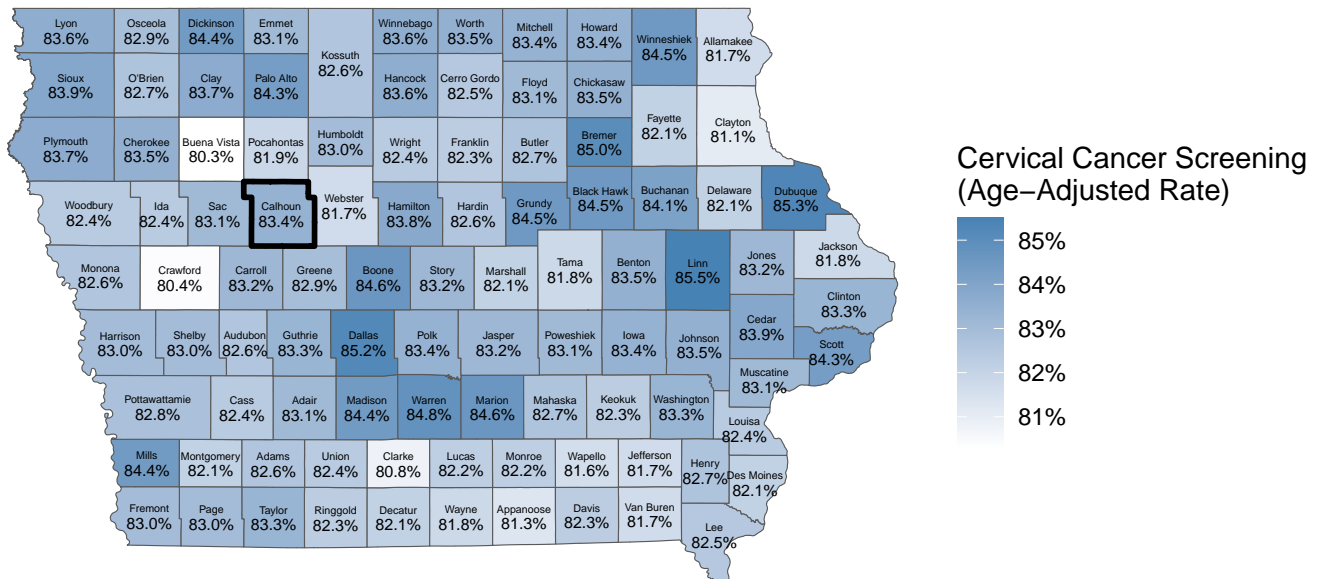 Lyon
83.6%
Osceola
82.9%
Dickinson
84.4%
Emmet
83.1%
Kossuth
82.6%
Winnebago
83.6%
Worth
83.5%
Mitchell
83.4%
Howard
83.4%
Winneshiek
84.5%
Allamakee
81.7%
Sioux
83.9%
O'Brien
82.7%
Clay
83.7%
Palo Alto
84.3%
Hancock
83.6%
Cerro Gordo
82.5%
Floyd
83.1%
Chickasaw
83.5%
Fayette
82.1%
Clayton
81.1%
Plymouth
83.7%
Cherokee
83.5%
Buena Vista
80.3%
Pocahontas
81.9%
Humboldt
83.0%
Wright
82.4%
Franklin
82.3%
Butler
82.7%
Bremer
85.0%
Woodbury
82.4%
Ida
82.4%
Sac
83.1%
Calhoun
83.4%
Webster
81.7%
Hamilton
83.8%
Hardin
82.6%
Grundy
84.5%
Black Hawk
84.5%
Buchanan
84.1%
Delaware
82.1%
Dubuque
85.3%
Monona
82.6%
Crawford
80.4%
Carroll
83.2%
Greene
82.9%
Boone
84.6%
Story
83.2%
Marshall
82.1%
Tama
81.8%
Benton
83.5%
Linn
85.5%
Jones
83.2%
Jackson
81.8%
Clinton
83.3%
Harrison
83.0%
Shelby
83.0%
Audubon
82.6%
Guthrie
83.3%
Dallas
85.2%
Polk
83.4%
Jasper
83.2%
Poweshiek
83.1%
Iowa
83.4%
Johnson
83.5%
Cedar
83.9%
Scott
84.3%
Muscatine
83.1%
Pottawattamie
82.8%
Cass
82.4%
Adair
83.1%
Madison
84.4%
Warren
84.8%
Marion
84.6%
Mahaska
82.7%
Keokuk
82.3%
Washington
83.3%
Louisa
82.4%
Mills
84.4%
Montgomery
82.1%
Adams
82.6%
Union
82.4%
Clarke
80.8%
Lucas
82.2%
Monroe
82.2%
Wapello
81.6%
Jefferson
81.7%
Henry
82.7%
Des Moines
82.1%
Fremont
83.0%
Page
83.0%
Taylor
83.3%
Ringgold
82.3%
Decatur
82.1%
Wayne
81.8%
Appanoose
81.3%
Davis
82.3%
Van Buren
81.7%
Lee
82.5%
Cervical Cancer Screening
(Age−Adjusted Rate)
85%
84%
83%
82%
81%